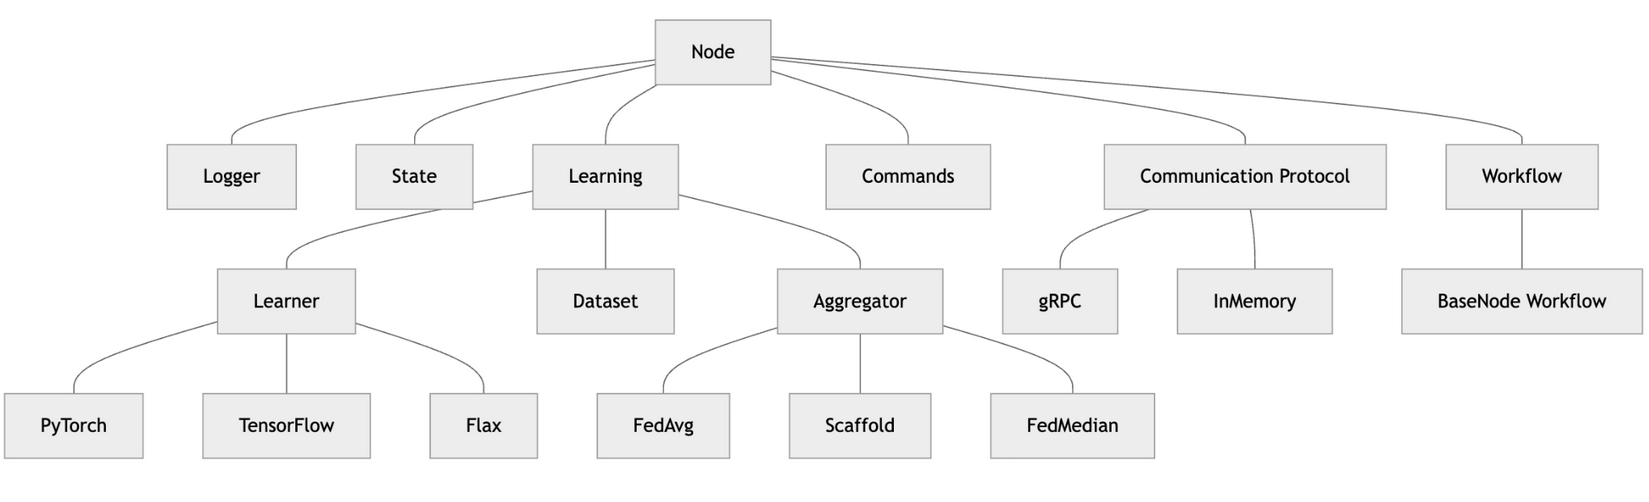 Node
Logger
State
Learning
Commands
Communication Protocol
Workflow
Learner
Dataset
Aggregator
gRPC
InMemory
BaseNode Workflow
PyTorch
TensorFlow
Flax
FedAvg
Scaffold
FedMedian